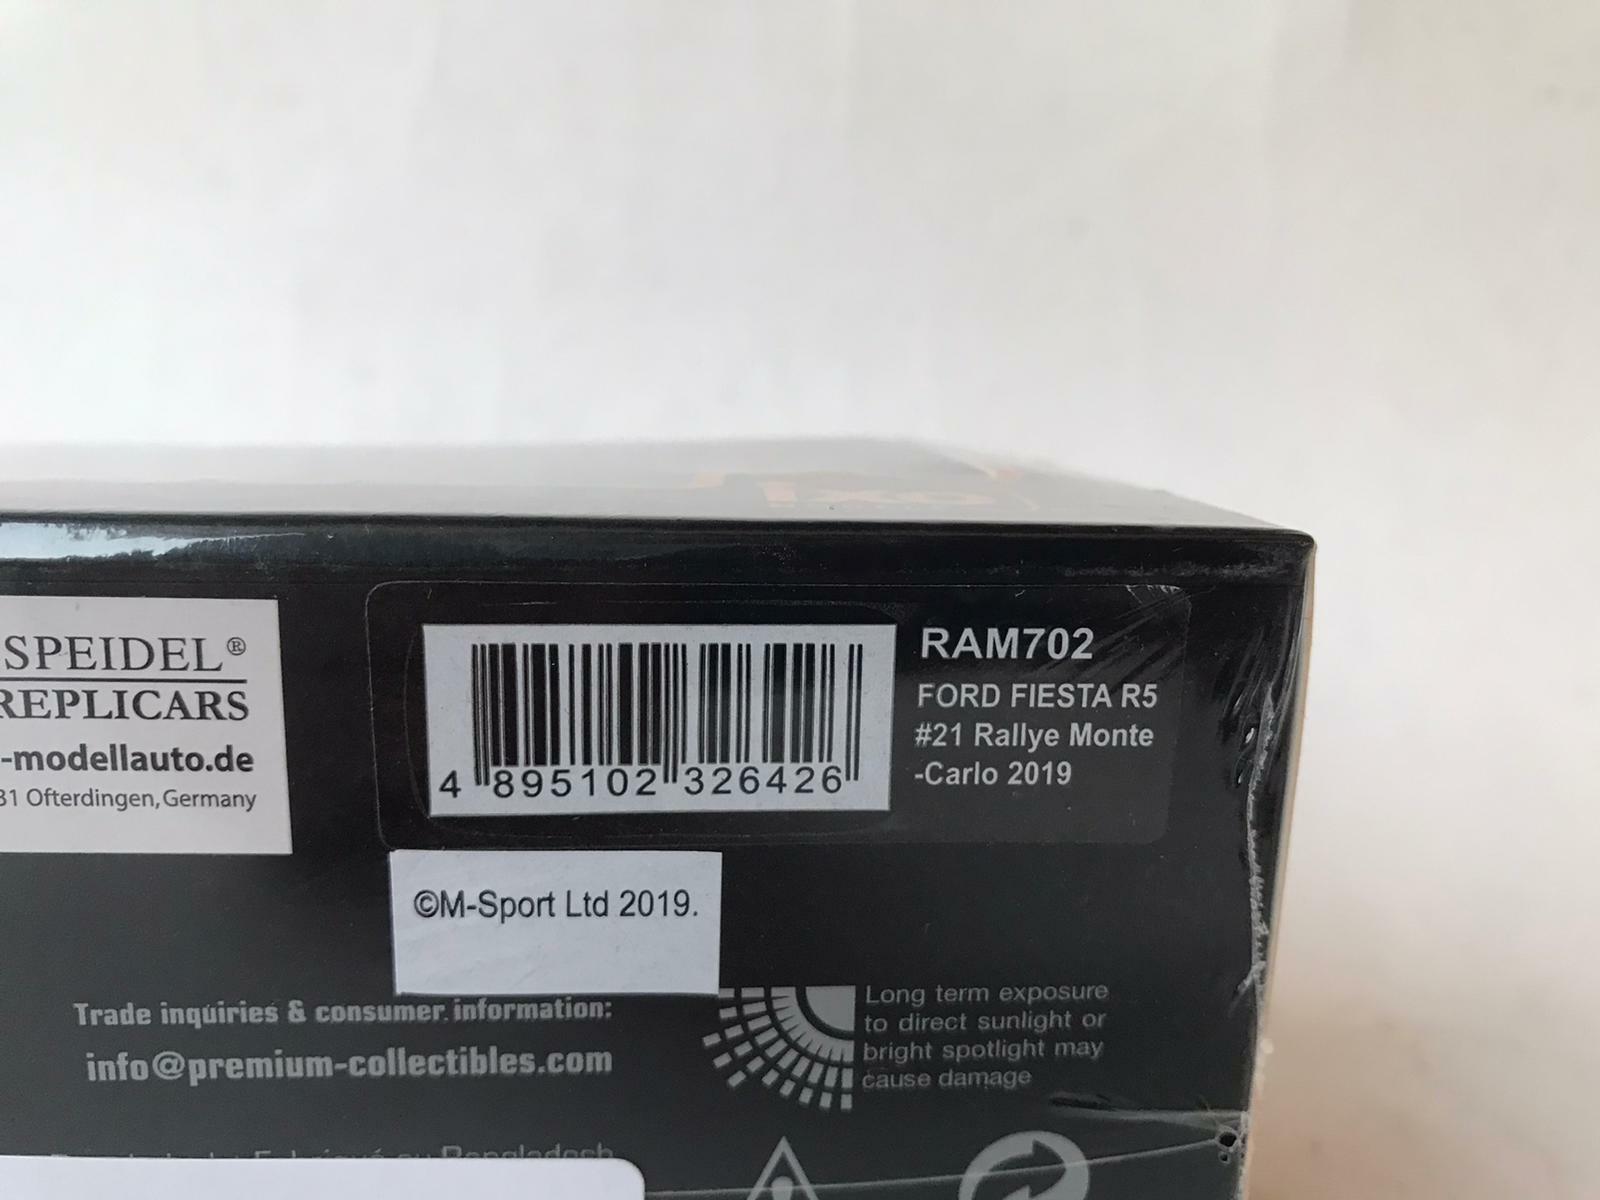 ixo
SPEIDEL®
REPLICARS
-modellauto.de
31 Ofterdingen, Germany
4 895102 326426
RAM702
FORD FIESTA R5
#21 Rallye Monte
-Carlo 2019
©M-Sport Ltd 2019.
Trade inquiries & consumer information:
info@premium-collectibles.com
Long term exposure
to direct sunlight or
bright spotlight may
cause damage
Bangladesh